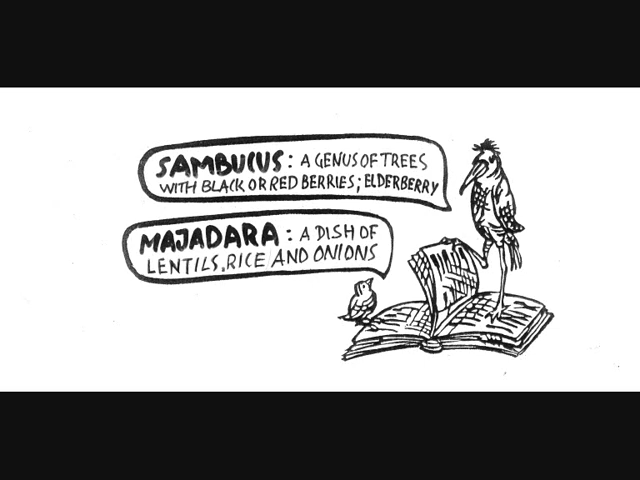 SAMBUCUS: A GENUS OF TREES
WITH BLACK OR RED BERRIES; ELDERBERRY
MAJADARA: A DISH OF
LENTILS, RICE AND ONIONS